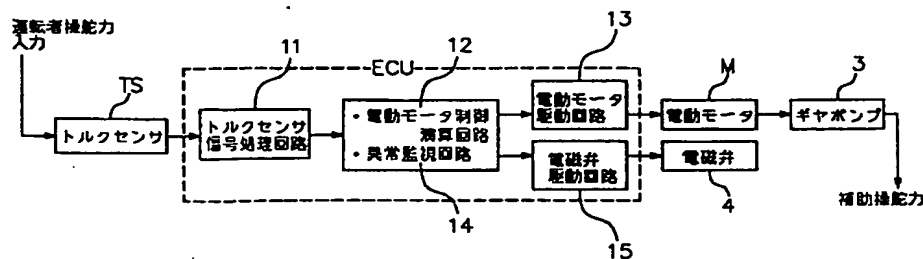 運転者操舵力
入力
TS
トルクセンサ
11
ECU
トルクセンサ
信号処理回路
12
・電動モータ制御
演算回路
・異常監視回路
14
13
電動モータ
駆動回路
電磁弁
駆動回路
15
M
電動モータ
電磁弁
4
3
ギヤポンプ
補助操舵力